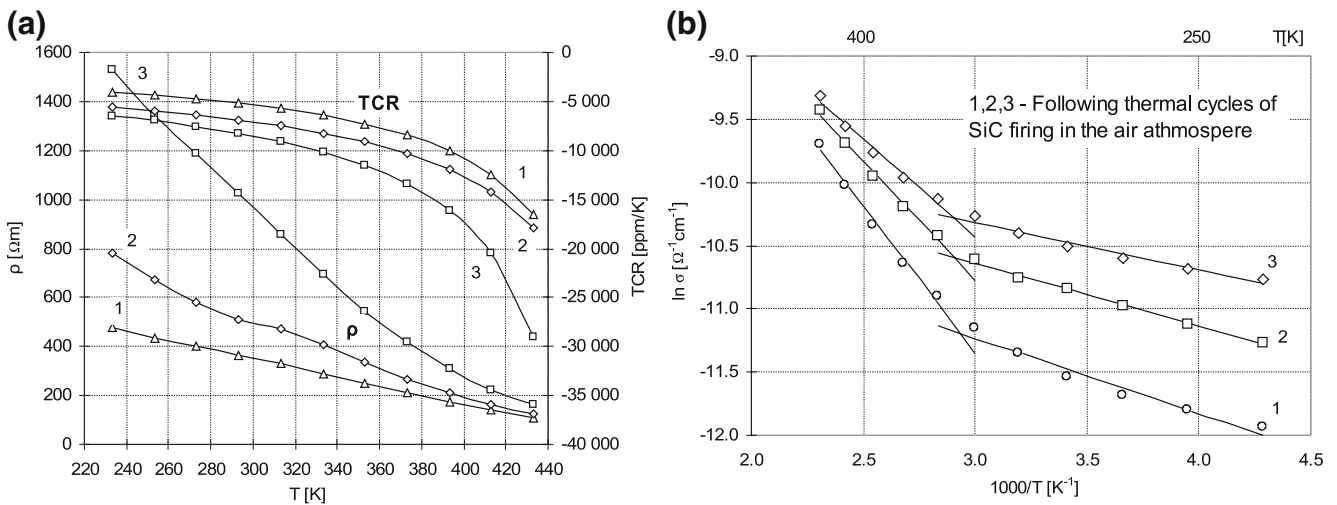 (a)
1600
1400
1200
1000
800
600
400
200
0
ρ [Ωm]
220 240 260 280 300 320 340 360 380 400 420 440
T [K]
0
-5 000
-10 000
-15 000
-20 000
-25 000
-30 000
-35 000
-40 000
TCR [ppm/K]
3
TCR
1
2
3
2
1
ρ
(b)
400 250 T[K]
-9.0
-9.5
-10.0
-10.5
-11.0
-11.5
-12.0
ln σ [Ω-1cm-1]
1,2,3 - Following thermal cycles of
SiC firing in the air athmospere
3
2
1
2.0 2.5 3.0 3.5 4.0 4.5
1000/T [K-1]